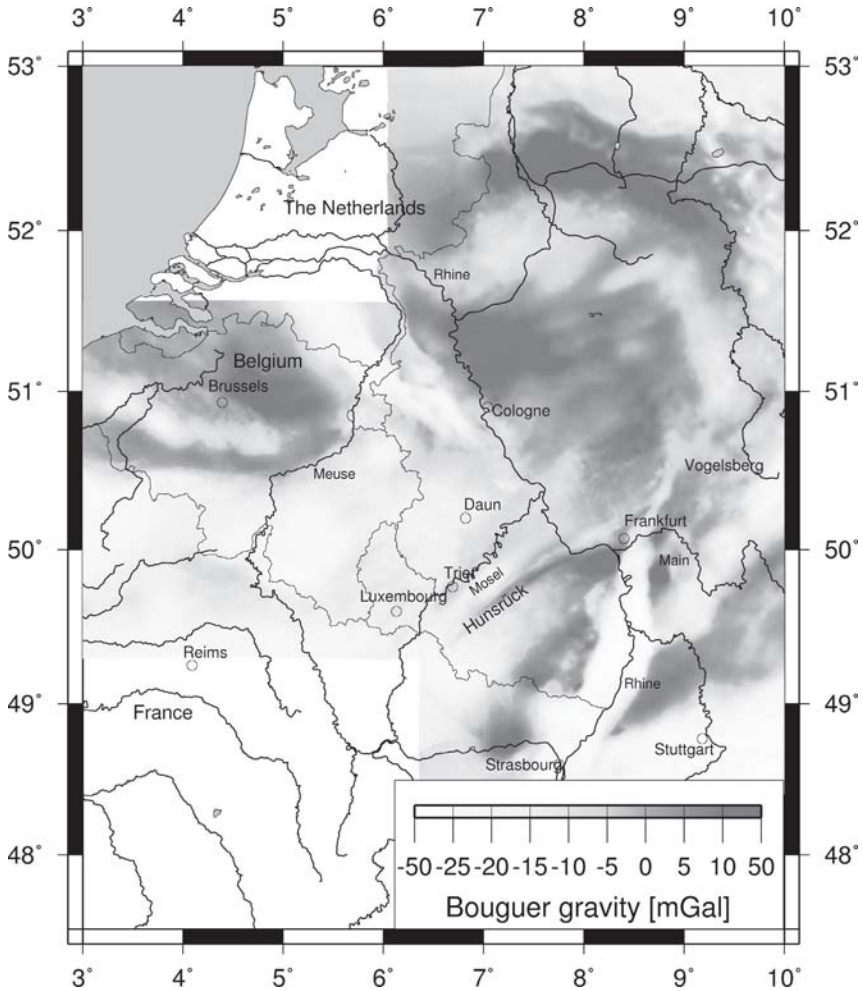 3° 4° 5° 6° 7° 8° 9° 10°
53° 53°
The Netherlands
52° 52°
Rhine
Belgium
51° Brussels 51°
Cologne
Vogelsberg
Meuse
Daun
Frankfurt
50° 50°
Main
Trier
Mosel
Luxembourg
Hunsrück
Reims
Rhine
49° 49°
France
Stuttgart
Strasbourg
48° 48°
-50 -25 -20 -15 -10 -5 0 5 10 50
Bouguer gravity [mGal]
3° 4° 5° 6° 7° 8° 9° 10°